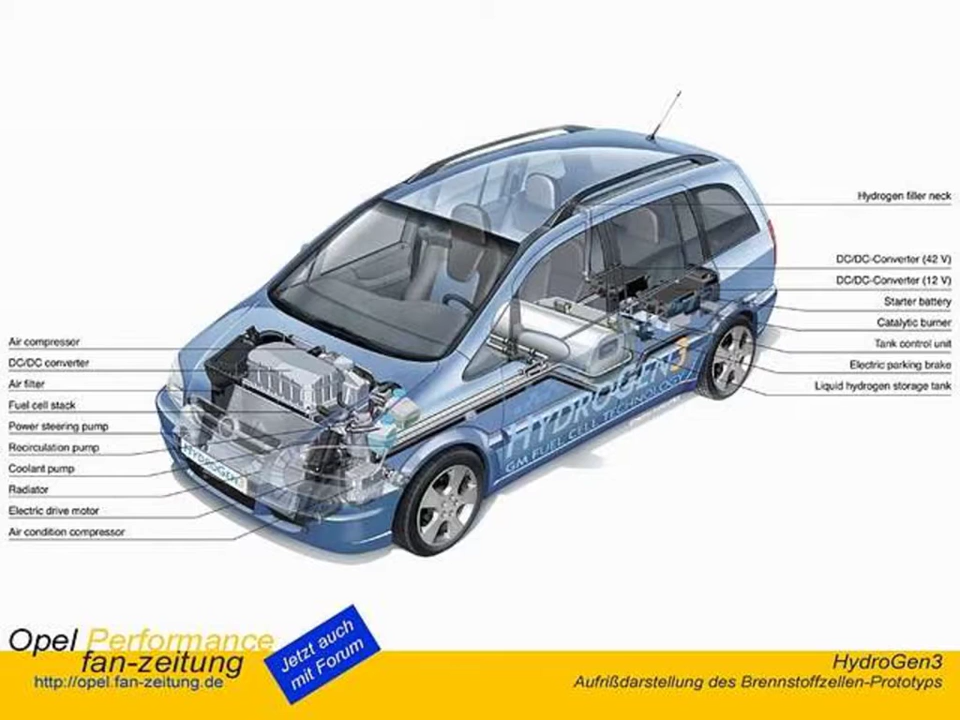 Hydrogen filler neck
DC/DC-Converter (42 V)
DC/DC-Converter (12 V)
Starter battery
Catalytic burner
Tank control unit
Electric parking brake
Liquid hydrogen storage tank
Air compressor
DC/DC converter
Air filter
Fuel cell stack
Power steering pump
Recirculation pump
Coolant pump
Radiator
Electric drive motor
Air condition compressor
HYDROGEN3
GM FUEL CELL TECHNOLOGY
HYDROGEN3
Opel Performance
fan-zeitung
http://opel.fan-zeitung.de
Jetzt auch
mit Forum
HydroGen3
Aufrißdarstellung des Brennstoffzellen-Prototyps